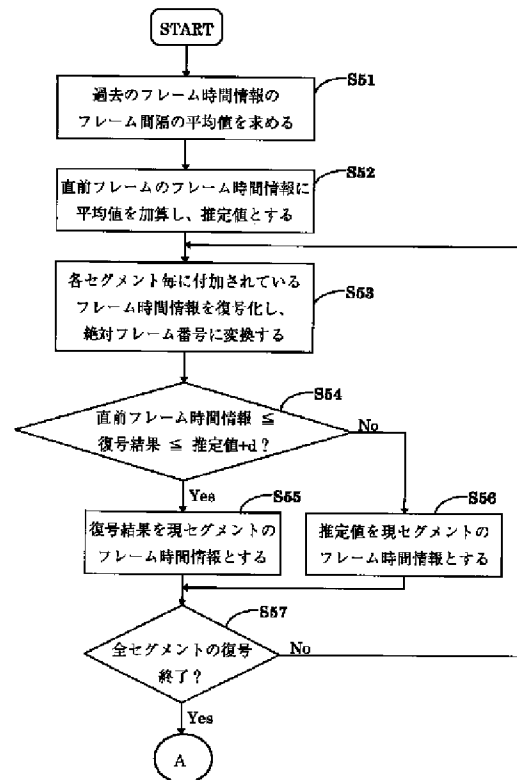 START
S51
過去のフレーム時間情報の
フレーム間隔の平均値を求める
S52
直前フレームのフレーム時間情報に
平均値を加算し、推定値とする
S53
各セグメント毎に付加されている
フレーム時間情報を復号化し、
絶対フレーム番号に変換する
S54
直前フレーム時間情報 ≦
復号結果 ≦ 推定値+d？
No
Yes
S55
復号結果を現セグメントの
フレーム時間情報とする
S56
推定値を現セグメントの
フレーム時間情報とする
S57
全セグメントの復号
終了？
No
Yes
A